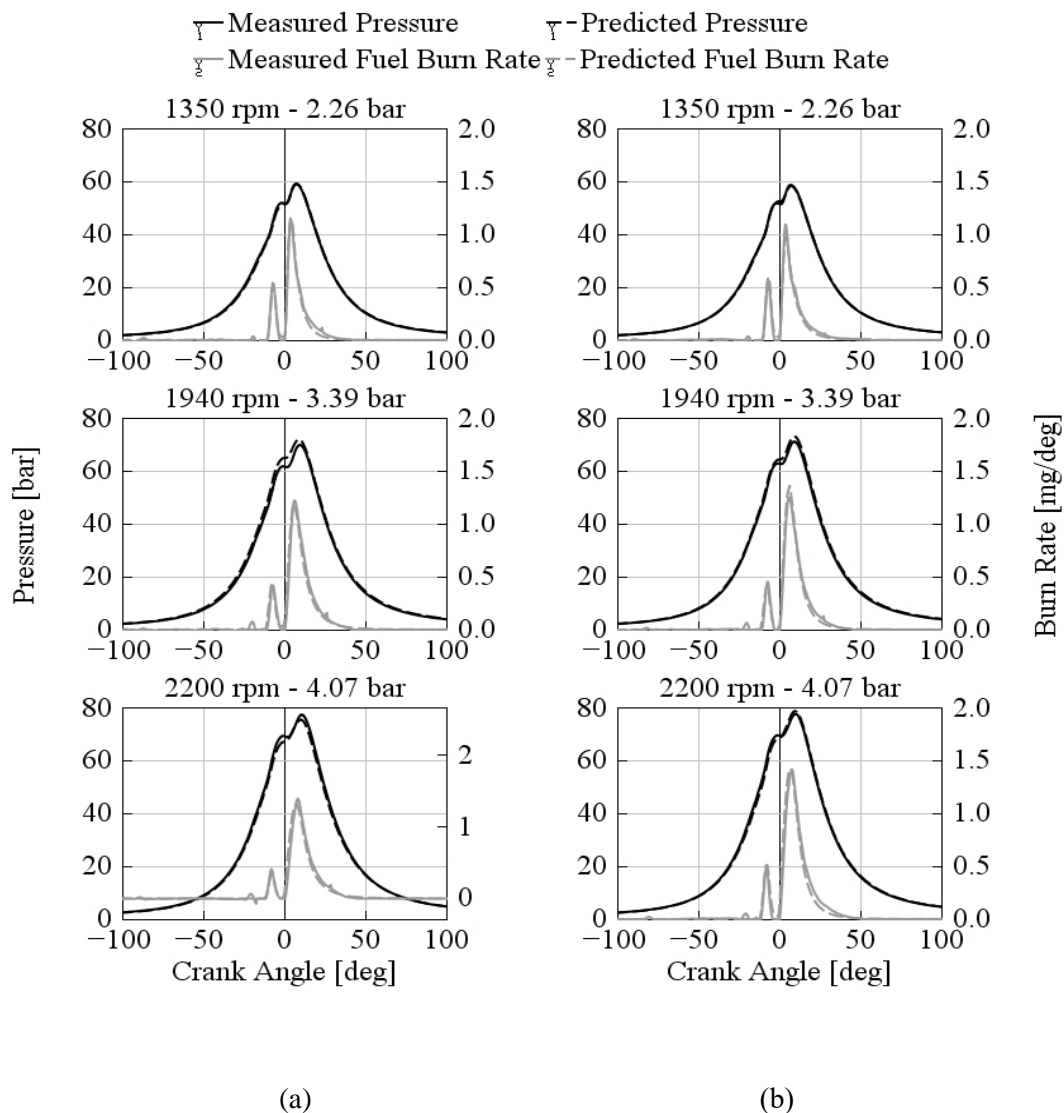 Measured Pressure Predicted Pressure
Measured Fuel Burn Rate Predicted Fuel Burn Rate
1350 rpm - 2.26 bar 1350 rpm - 2.26 bar
80 2.0 80 2.0
60 1.5 60 1.5
40 1.0 40 1.0
20 0.5 20 0.5
0 0.0 0 0.0
−100 −50 0 50 100 −100 −50 0 50 100
1940 rpm - 3.39 bar 1940 rpm - 3.39 bar
80 2.0 80 2.0
60 1.5 60 1.5
40 1.0 40 1.0
20 0.5 20 0.5
0 0.0 0 0.0
−100 −50 0 50 100 −100 −50 0 50 100
Pressure [bar]
Burn Rate [mg/deg]
2200 rpm - 4.07 bar 2200 rpm - 4.07 bar
80 80 2.0
60 2 60 1.5
40 1 40 1.0
20 0 20 0.5
0 0 0.0
−100 −50 0 50 100 −100 −50 0 50 100
Crank Angle [deg] Crank Angle [deg]
(a) (b)